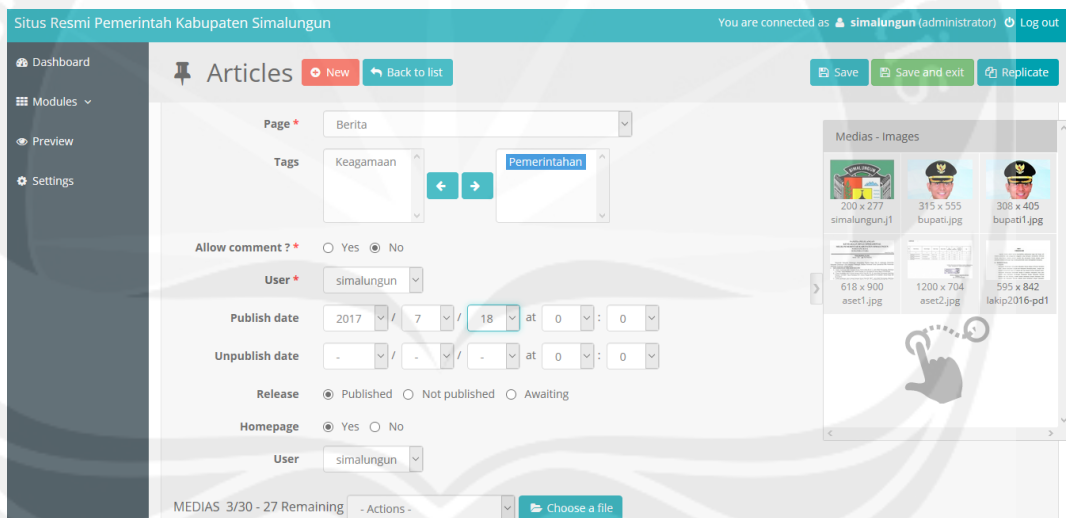 Situs Resmi Pemerintah Kabupaten Simalungun
You are connected as simalungun (administrator) Log out
Dashboard
Modules
Preview
Settings
Articles New Back to list
Save Save and exit Replicate
Page * Berita
Tags Keagamaan Pemerintahan
Allow comment ? * Yes No
User * simalungun
Publish date 2017 / 7 / 18 at 0 : 0
Unpublish date - / - / - at 0 : 0
Release Published Not published Awaiting
Homepage Yes No
User simalungun
MEDIAS 3/30 - 27 Remaining - Actions - Choose a file
Medias - Images
200 x 277 315 x 555 308 x 405
simalungun.j1 bupati.jpg bupati1.jpg
618 x 900 1200 x 704 595 x 842
aset1.jpg aset2.jpg lakip2016-pd1